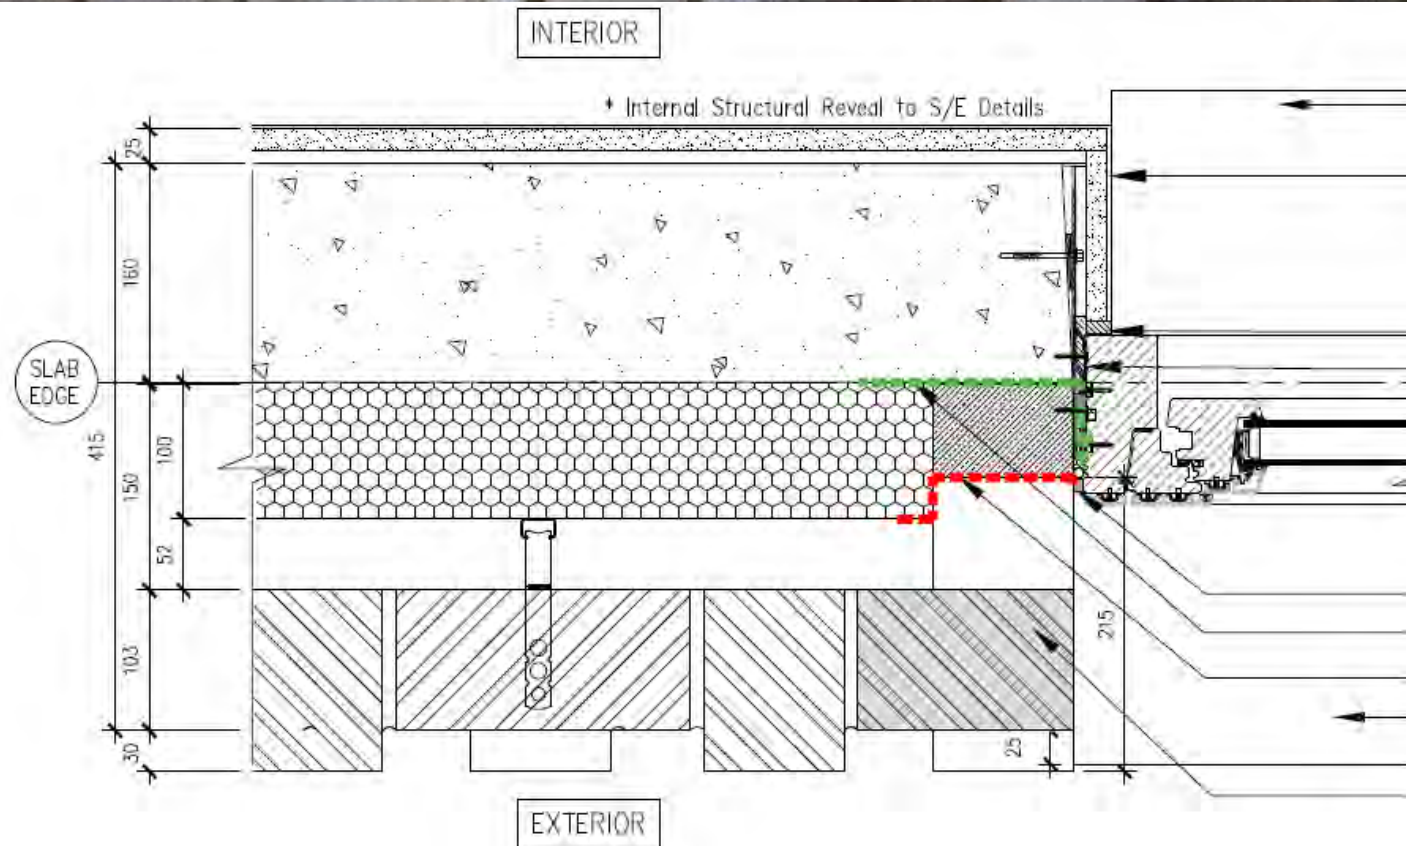 INTERIOR
* Internal Structural Reveal to S/E Details
25
160
SLAB
EDGE
415
150
100
52
215
103
25
30
EXTERIOR